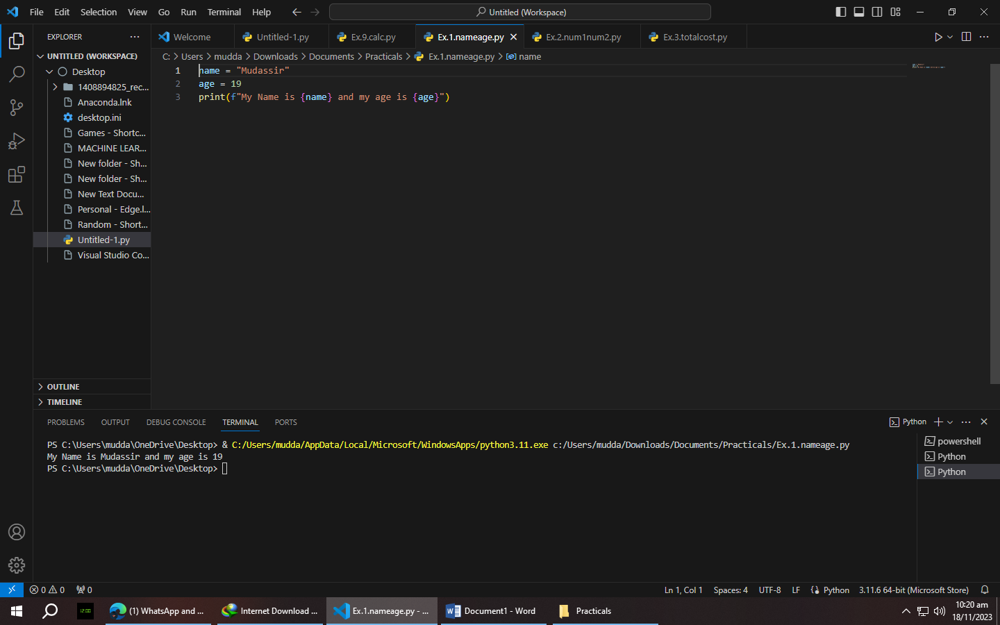 File Edit Selection View Go Run Terminal Help
Untitled (Workspace)
EXPLORER
Welcome
Untitled-1.py
Ex.9.calc.py
Ex.1.nameage.py
Ex.2.num1num2.py
Ex.3.totalcost.py
UNTITLED (WORKSPACE)
C: > Users > mudda > Downloads > Documents > Practicals > Ex.1.nameage.py > name
Desktop
1408894825_rec...
Anaconda.lnk
desktop.ini
Games - Shortc...
MACHINE LEAR...
New folder - Sh...
New folder - Sh...
New Text Docu...
Personal - Edge.l...
Random - Short...
Untitled-1.py
Visual Studio Co...
1 name = "Mudassir"
2 age = 19
3 print(f"My Name is {name} and my age is {age}")
OUTLINE
TIMELINE
PROBLEMS OUTPUT DEBUG CONSOLE TERMINAL PORTS
Python
PS C:\Users\mudda\OneDrive\Desktop> & C:/Users/mudda/AppData/Local/Microsoft/WindowsApps/python3.11.exe c:/Users/mudda/Downloads/Documents/Practicals/Ex.1.nameage.py
My Name is Mudassir and my age is 19
PS C:\Users\mudda\OneDrive\Desktop>
powershell
Python
Python
0 0 0
Ln 1, Col 1 Spaces: 4 UTF-8 LF Python 3.11.6 64-bit (Microsoft Store)
12:00
(1) WhatsApp and ...
Internet Download ...
Ex.1.nameage.py - ...
Document1 - Word
Practicals
10:20 am
18/11/2023